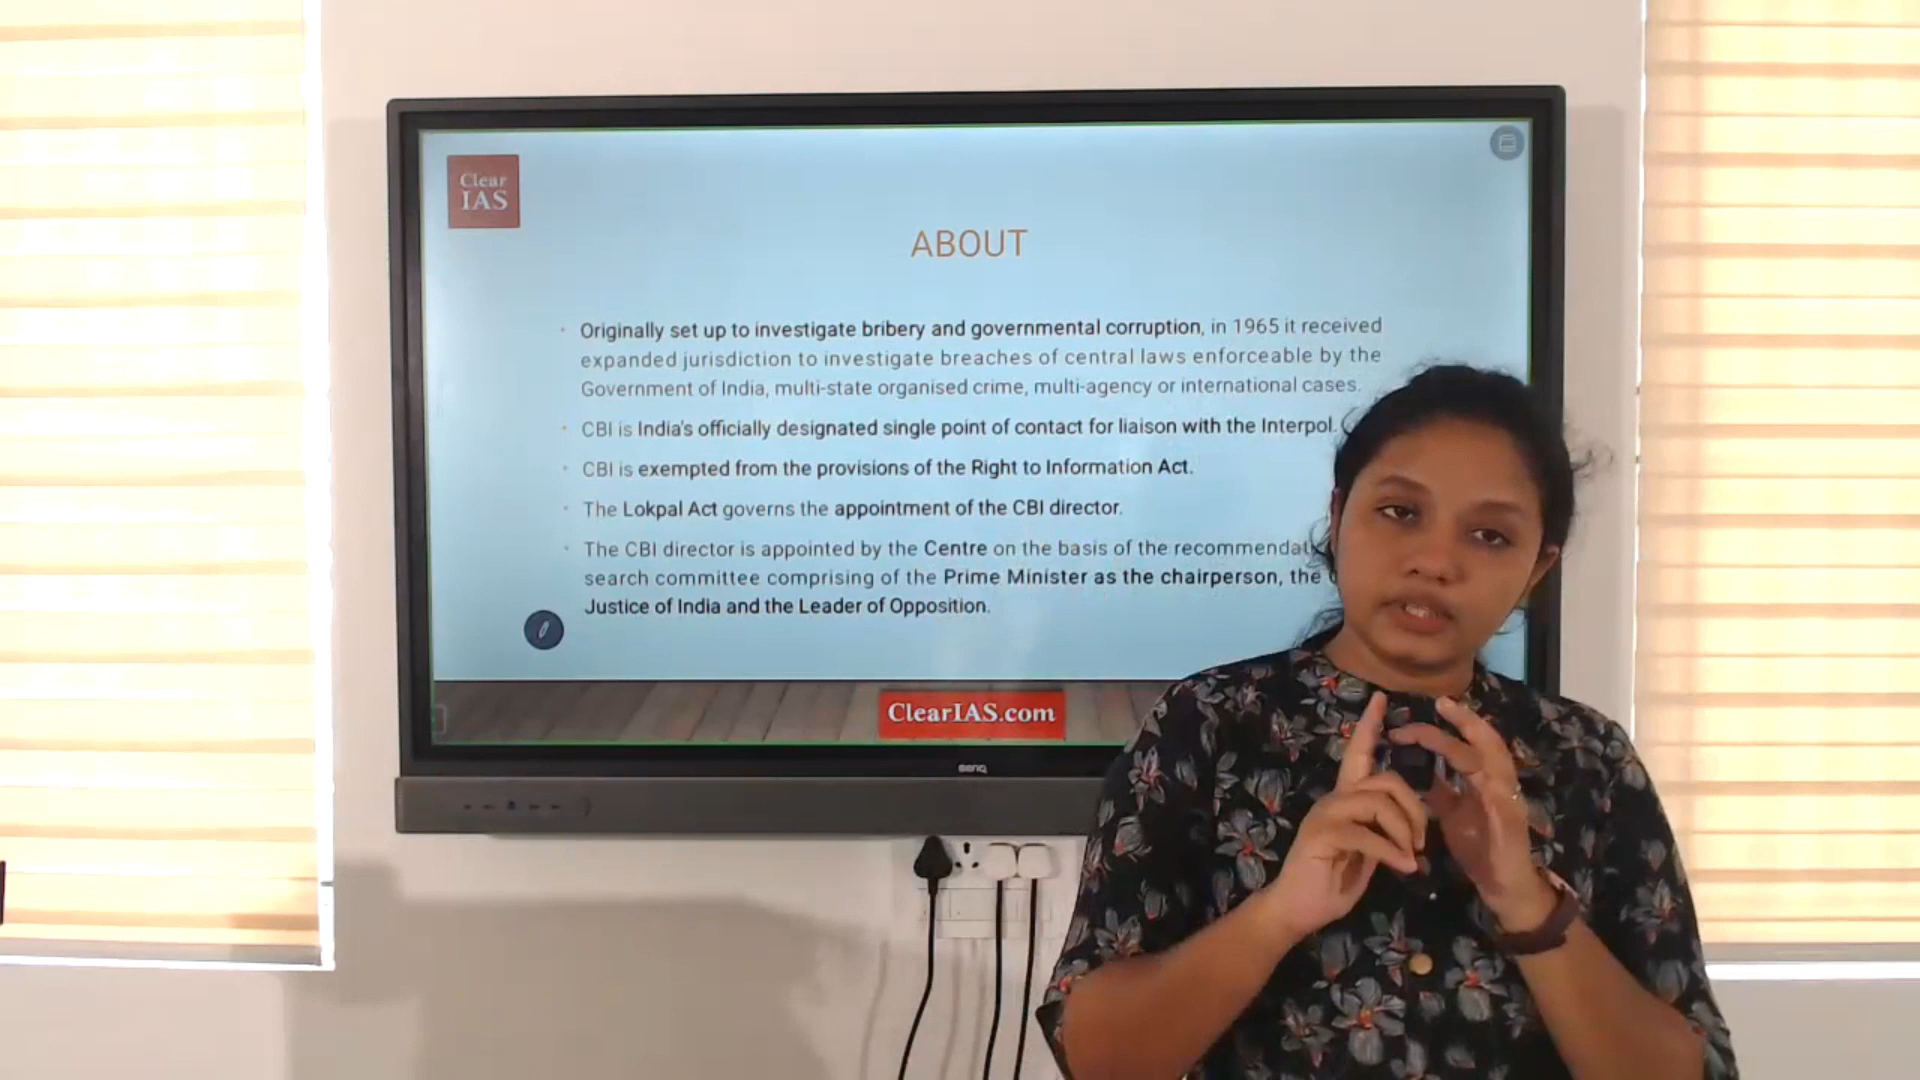 Clear
IAS
ABOUT
Originally set up to investigate bribery and governmental corruption, in 1965 it received
expanded jurisdiction to investigate breaches of central laws enforceable by the
Government of India, multi-state organised crime, multi-agency or international cases.
CBI is India's officially designated single point of contact for liaison with the Interpol.
CBI is exempted from the provisions of the Right to Information Act.
The Lokpal Act governs the appointment of the CBI director.
The CBI director is appointed by the Centre on the basis of the
search committee comprising of the Prime Minister as the chairperson, the
Justice of India and the Leader of Opposition.
ClearIAS.com
BenQ